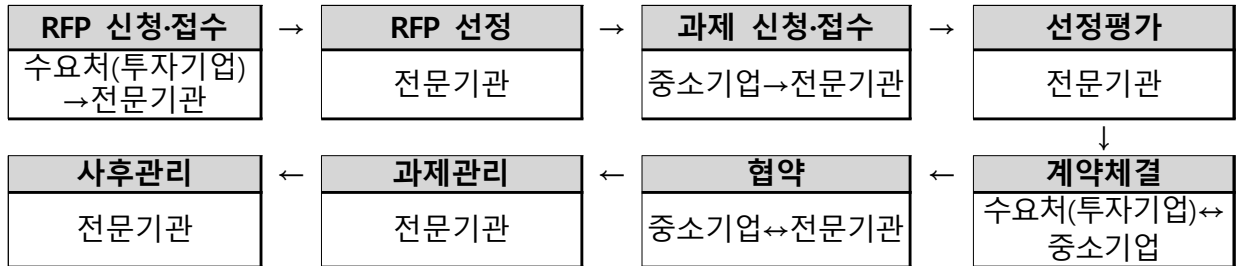 RFP 신청·접수 → RFP 선정 → 과제 신청·접수 → 선정평가
수요처(투자기업)
→전문기관
전문기관
중소기업→전문기관
전문기관
↓
사후관리 ← 과제관리 ← 협약 ← 계약체결
전문기관
전문기관
중소기업↔전문기관
수요처(투자기업)↔
중소기업